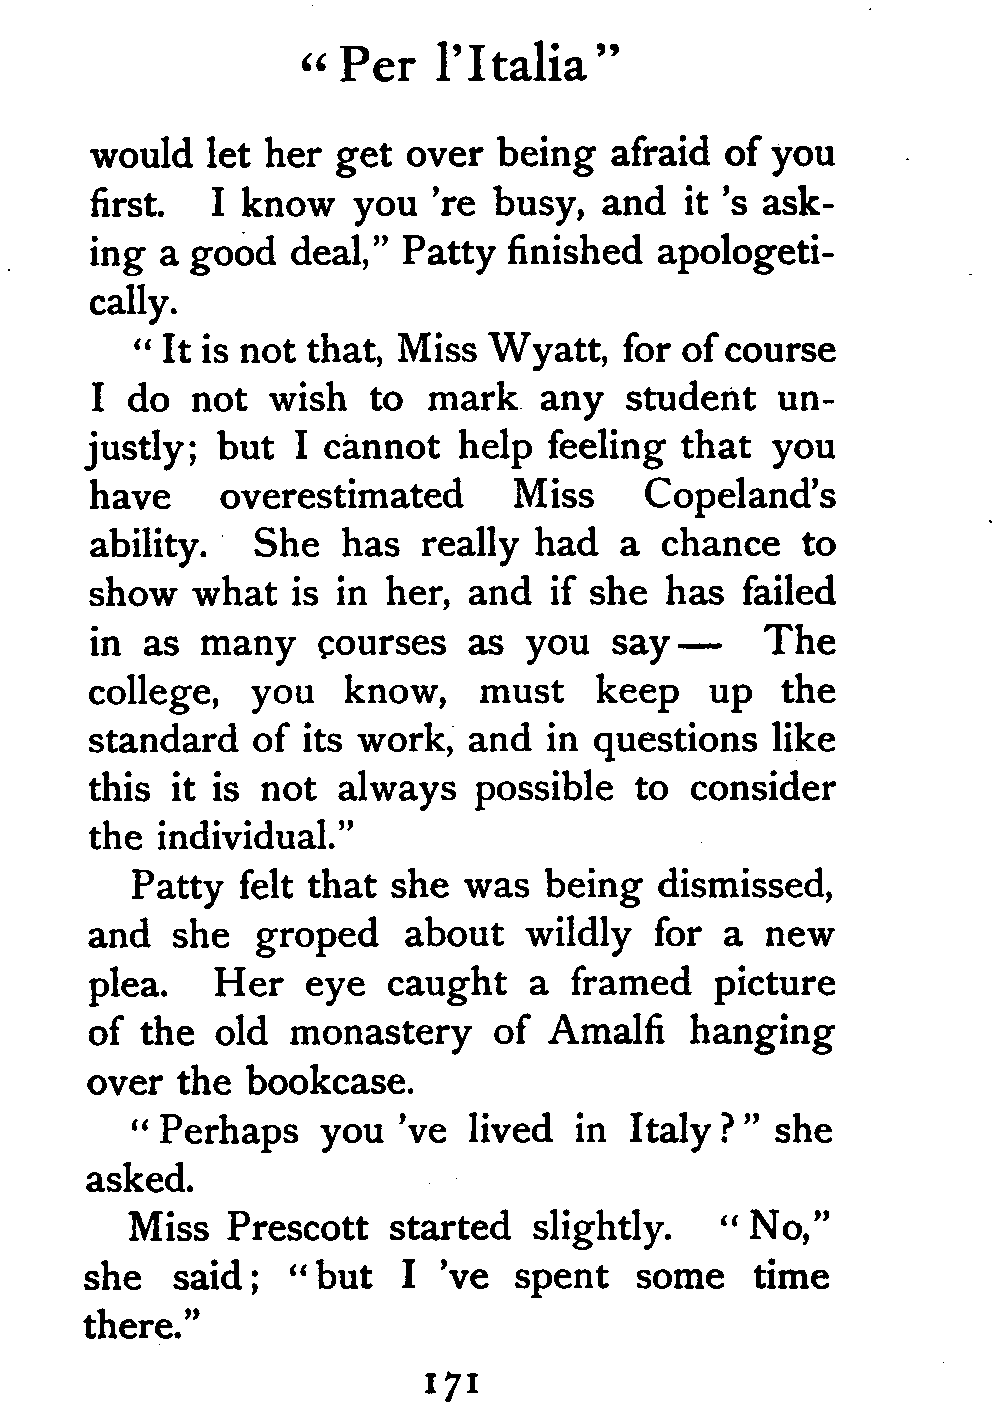 “ Per l’Italia ”
would let her get over being afraid of you
first. I know you ’re busy, and it ’s ask-
ing a good deal,” Patty finished apologeti-
cally.
“ It is not that, Miss Wyatt, for of course
I do not wish to mark any student un-
justly; but I cannot help feeling that you
have overestimated Miss Copeland’s
ability. She has really had a chance to
show what is in her, and if she has failed
in as many courses as you say — The
college, you know, must keep up the
standard of its work, and in questions like
this it is not always possible to consider
the individual.”
Patty felt that she was being dismissed,
and she groped about wildly for a new
plea. Her eye caught a framed picture
of the old monastery of Amalfi hanging
over the bookcase.
“ Perhaps you ’ve lived in Italy ? ” she
asked.
Miss Prescott started slightly. “ No,”
she said ; “ but I ’ve spent some time
there.”
171